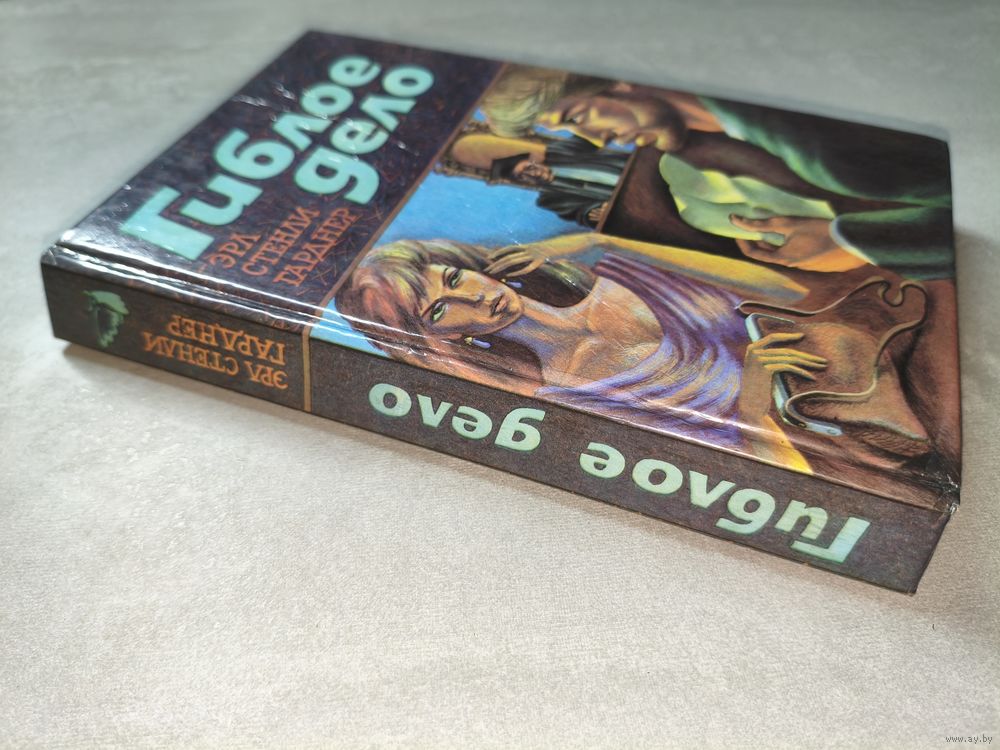 Гиблое
дело
ЭРЛ
СТЕНЛИ
ГАРДНЕР
ЭРЛ СТЕНЛИ
ГАРДНЕР
Гиблое дело
www.ay.by